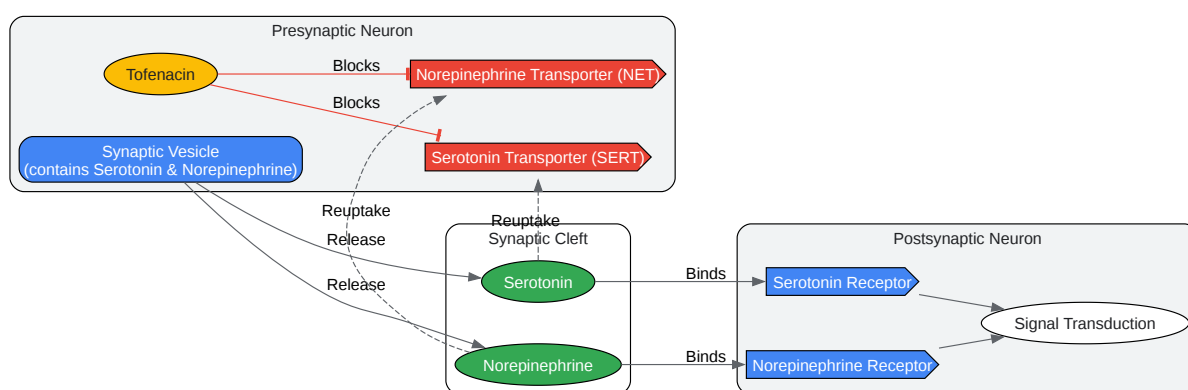 Presynaptic Neuron
Tofenacin
Blocks
Norepinephrine Transporter (NET)
Blocks
Synaptic Vesicle
(contains Serotonin & Norepinephrine)
Serotonin Transporter (SERT)
Reuptake
Reuptake
Release
Synaptic Cleft
Postsynaptic Neuron
Release
Serotonin
Binds
Serotonin Receptor
Signal Transduction
Norepinephrine
Binds
Norepinephrine Receptor